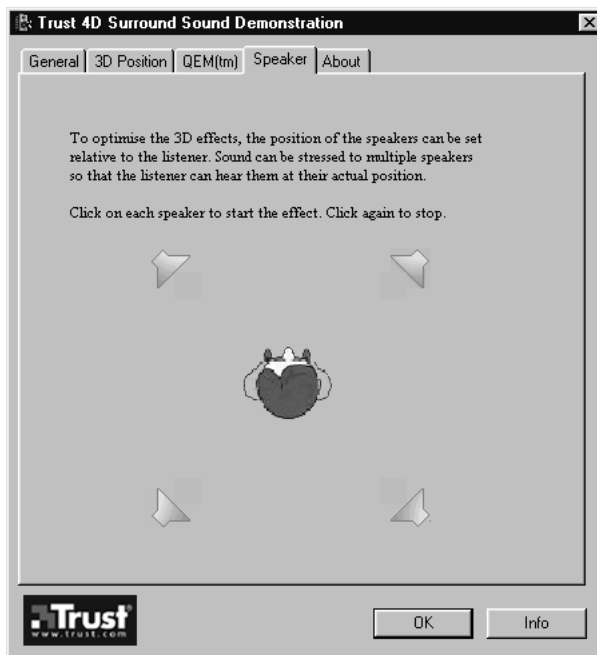 Trust 4D Surround Sound Demonstration
General 3D Position QEM(tm) Speaker About
To optimise the 3D effects, the position of the speakers can be set
relative to the listener. Sound can be stressed to multiple speakers
so that the listener can hear them at their actual position.
Click on each speaker to start the effect. Click again to stop.
Trust
www.trust.com
OK Info